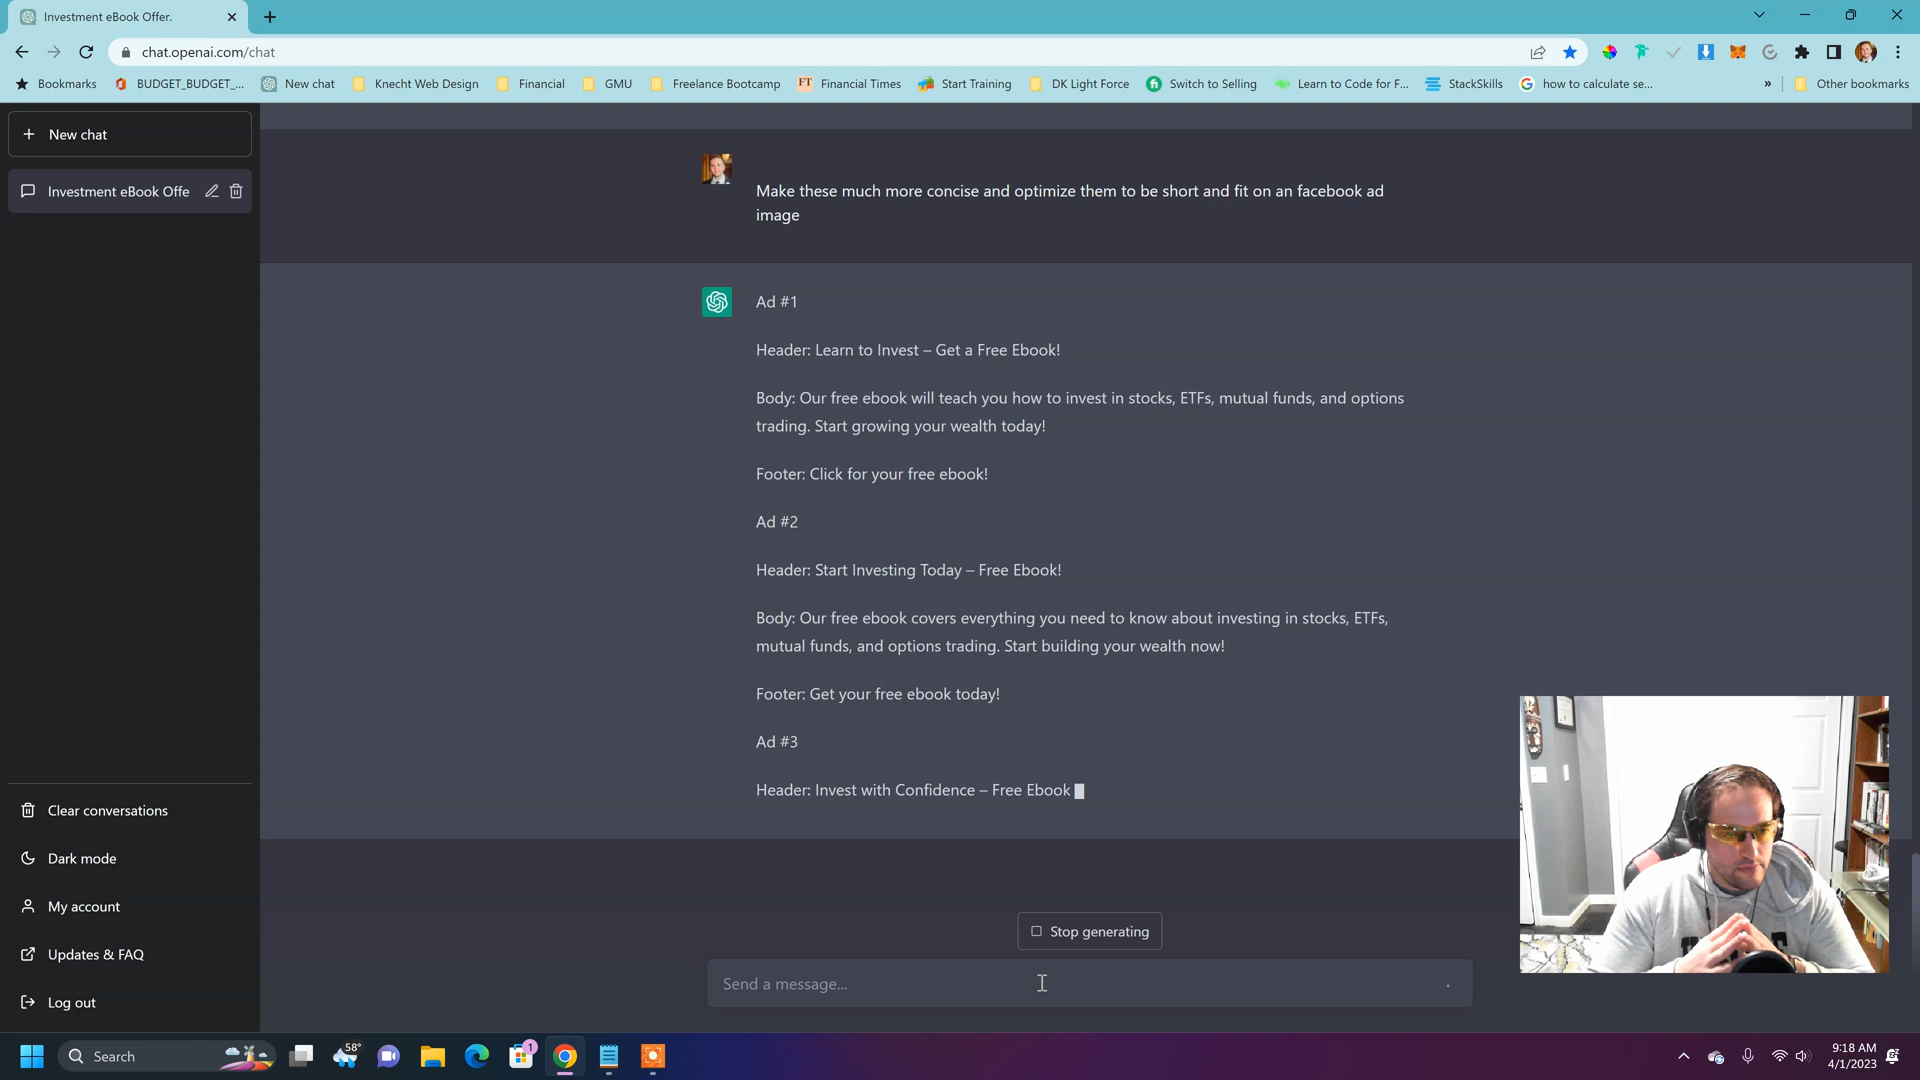 Investment eBook Offer.
chat.openai.com/chat
Bookmarks
BUDGET_BUDGET_...
New chat
Knecht Web Design
Financial
GMU
Freelance Bootcamp
FT Financial Times
Start Training
DK Light Force
Switch to Selling
Learn to Code for F...
StackSkills
how to calculate se...
»
Other bookmarks
New chat
Investment eBook Offe
Make these much more concise and optimize them to be short and fit on an facebook ad
image
Ad #1
Header: Learn to Invest – Get a Free Ebook!
Body: Our free ebook will teach you how to invest in stocks, ETFs, mutual funds, and options
trading. Start growing your wealth today!
Footer: Click for your free ebook!
Ad #2
Header: Start Investing Today – Free Ebook!
Body: Our free ebook covers everything you need to know about investing in stocks, ETFs,
mutual funds, and options trading. Start building your wealth now!
Footer: Get your free ebook today!
Ad #3
Header: Invest with Confidence – Free Ebook
Clear conversations
Dark mode
My account
Updates & FAQ
Log out
Stop generating
Send a message...
Search
58°
1
9:18 AM
4/1/2023